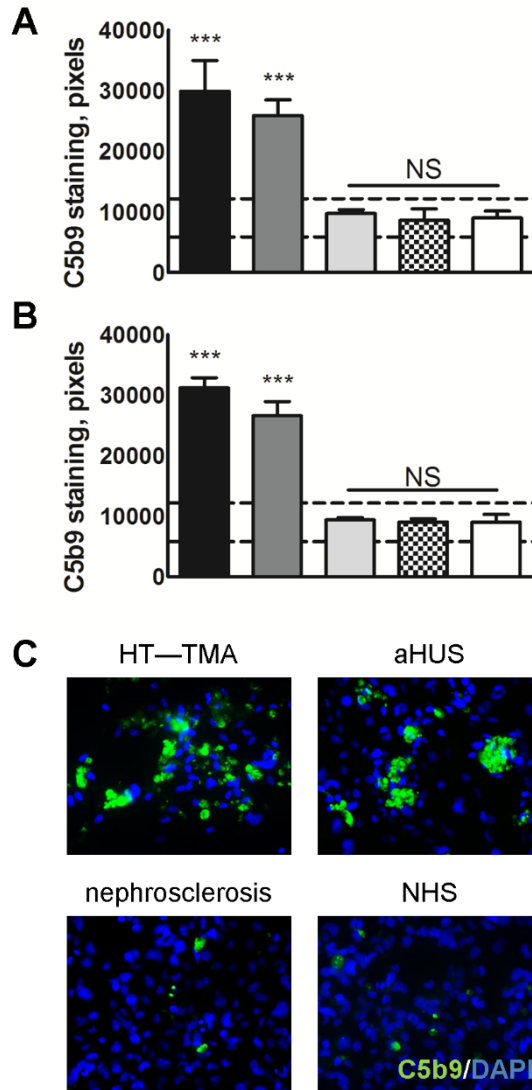 A
C5b9 staining, pixels
40000
30000
20000
10000
0
***
***
NS
B
C5b9 staining, pixels
40000
30000
20000
10000
0
***
***
NS
C
HT—TMA
aHUS
nephrosclerosis
NHS
C5b9/DAPI